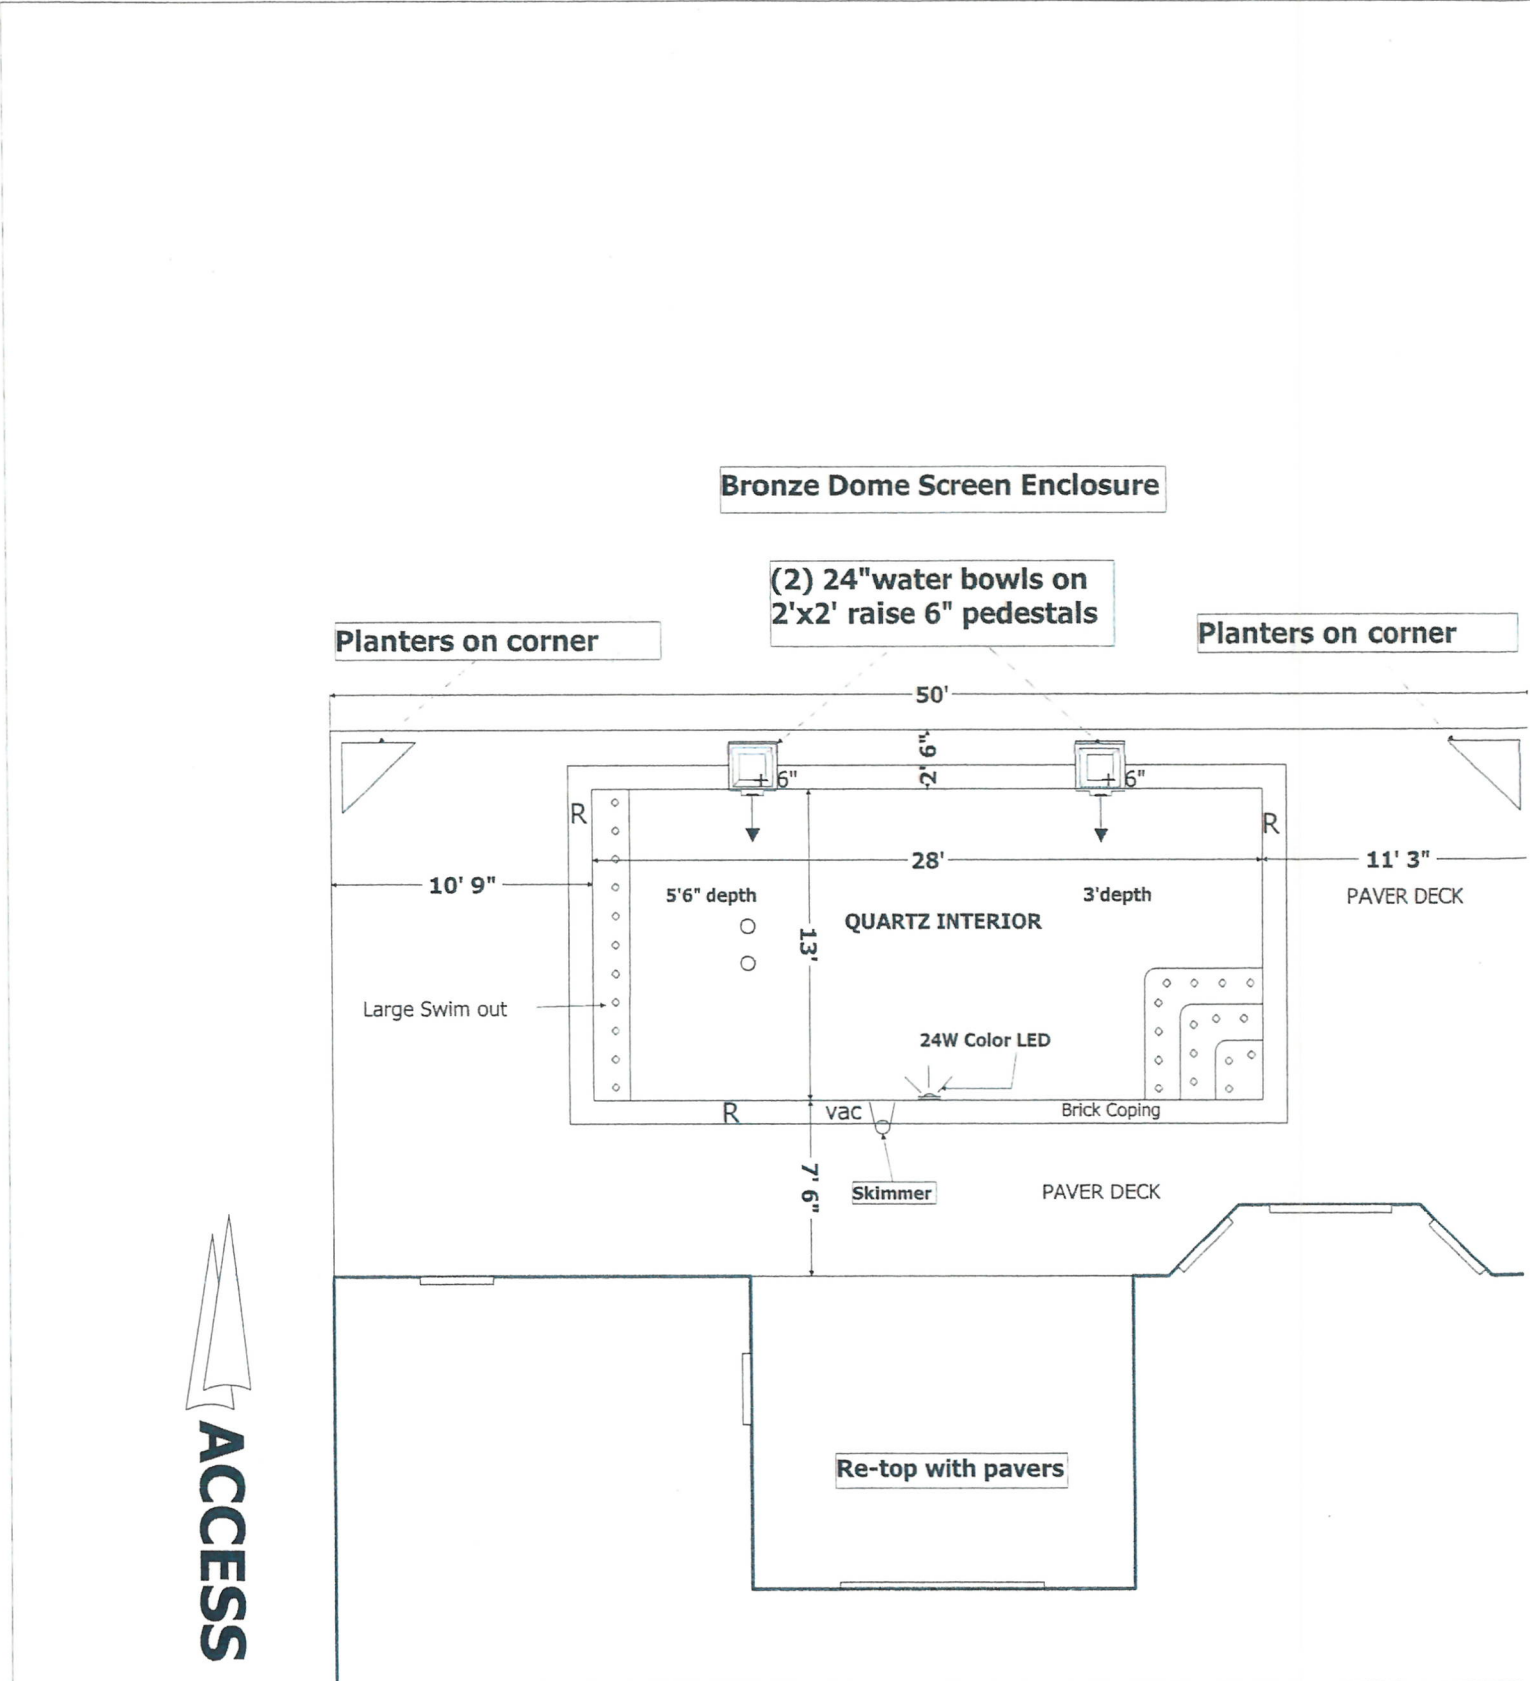 Bronze Dome Screen Enclosure
(2) 24"water bowls on
2'x2' raise 6" pedestals
Planters on corner
Planters on corner
50'
2' 6"
6"
6"
R
R
28'
11' 3"
10' 9"
5'6" depth
3'depth
PAVER DECK
QUARTZ INTERIOR
13'
Large Swim out
24W Color LED
R
vac
Brick Coping
7' 6"
Skimmer
PAVER DECK
ACCESS
Re-top with pavers